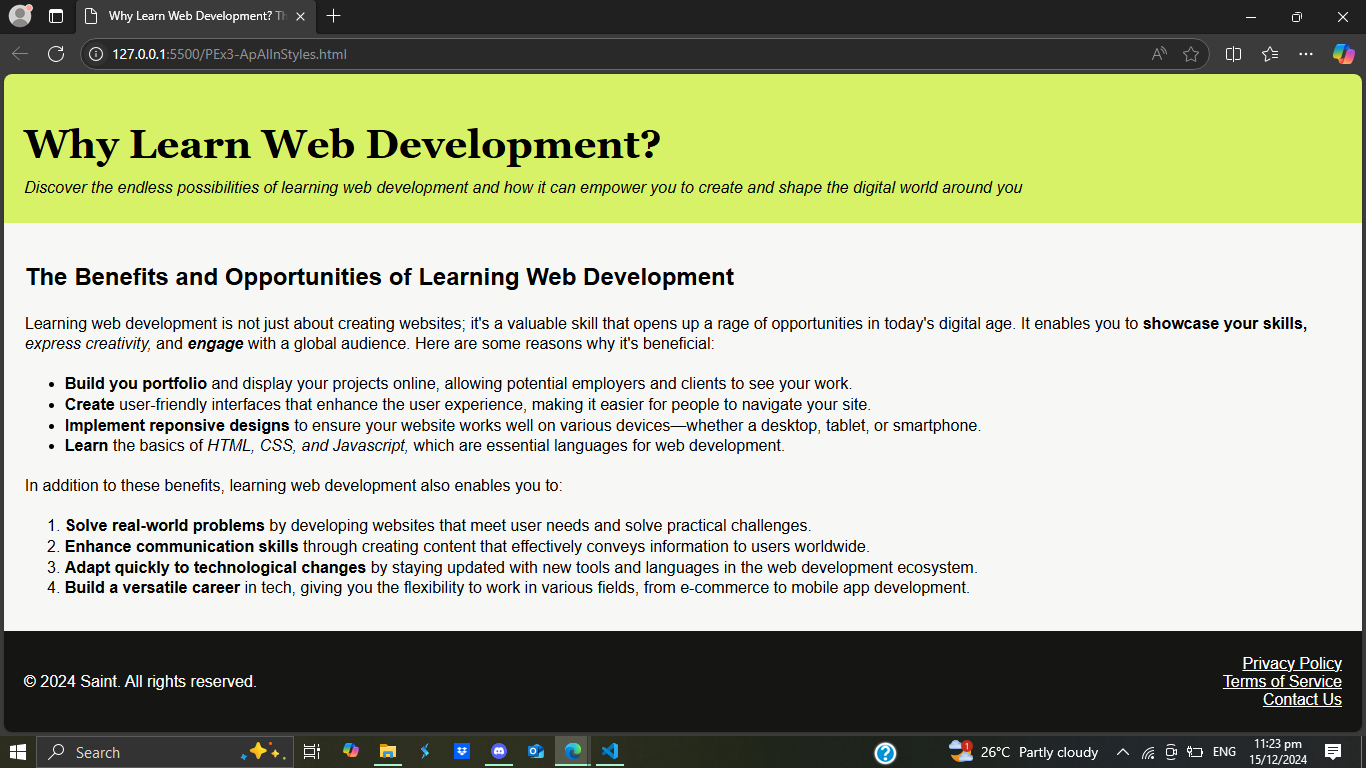 Why Learn Web Development? Th
127.0.0.1:5500/PEx3-ApAllnStyles.html
Why Learn Web Development?
Discover the endless possibilities of learning web development and how it can empower you to create and shape the digital world around you
The Benefits and Opportunities of Learning Web Development
Learning web development is not just about creating websites; it's a valuable skill that opens up a rage of opportunities in today's digital age. It enables you to showcase your skills,
express creativity, and engage with a global audience. Here are some reasons why it's beneficial:
• Build you portfolio and display your projects online, allowing potential employers and clients to see your work.
• Create user-friendly interfaces that enhance the user experience, making it easier for people to navigate your site.
• Implement reponsive designs to ensure your website works well on various devices—whether a desktop, tablet, or smartphone.
• Learn the basics of HTML, CSS, and Javascript, which are essential languages for web development.
In addition to these benefits, learning web development also enables you to:
1. Solve real-world problems by developing websites that meet user needs and solve practical challenges.
2. Enhance communication skills through creating content that effectively conveys information to users worldwide.
3. Adapt quickly to technological changes by staying updated with new tools and languages in the web development ecosystem.
4. Build a versatile career in tech, giving you the flexibility to work in various fields, from e-commerce to mobile app development.
Privacy Policy
© 2024 Saint. All rights reserved.
Terms of Service
Contact Us
Search
1
26°C Partly cloudy
ENG
11:23 pm
15/12/2024